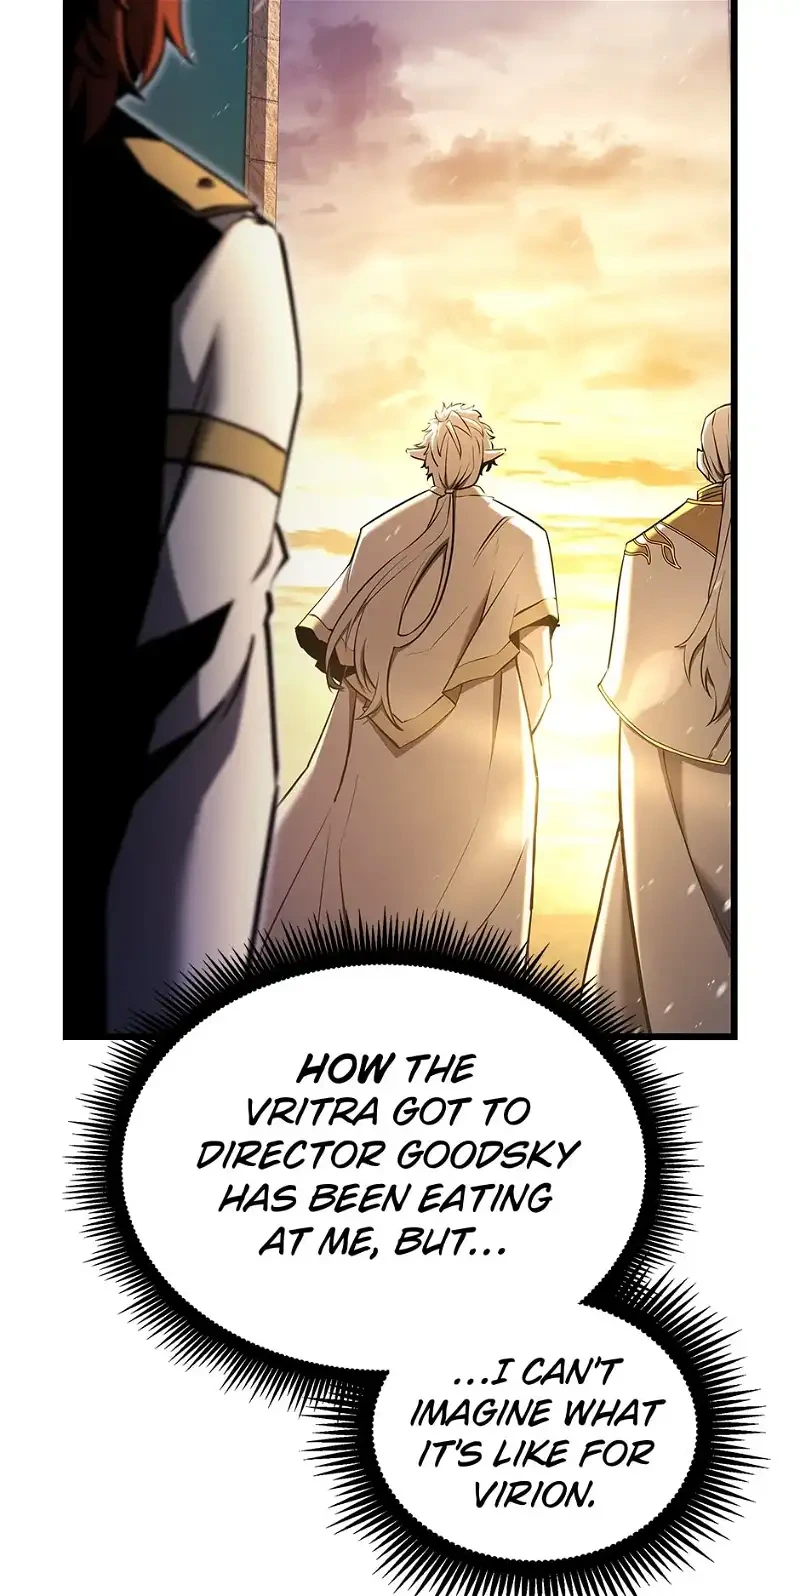 HOW THE
VRITRA GOT TO
DIRECTOR GOODSKY
HAS BEEN EATING
AT ME, BUT...
...I CAN'T
IMAGINE WHAT
IT'S LIKE FOR
VIRION.